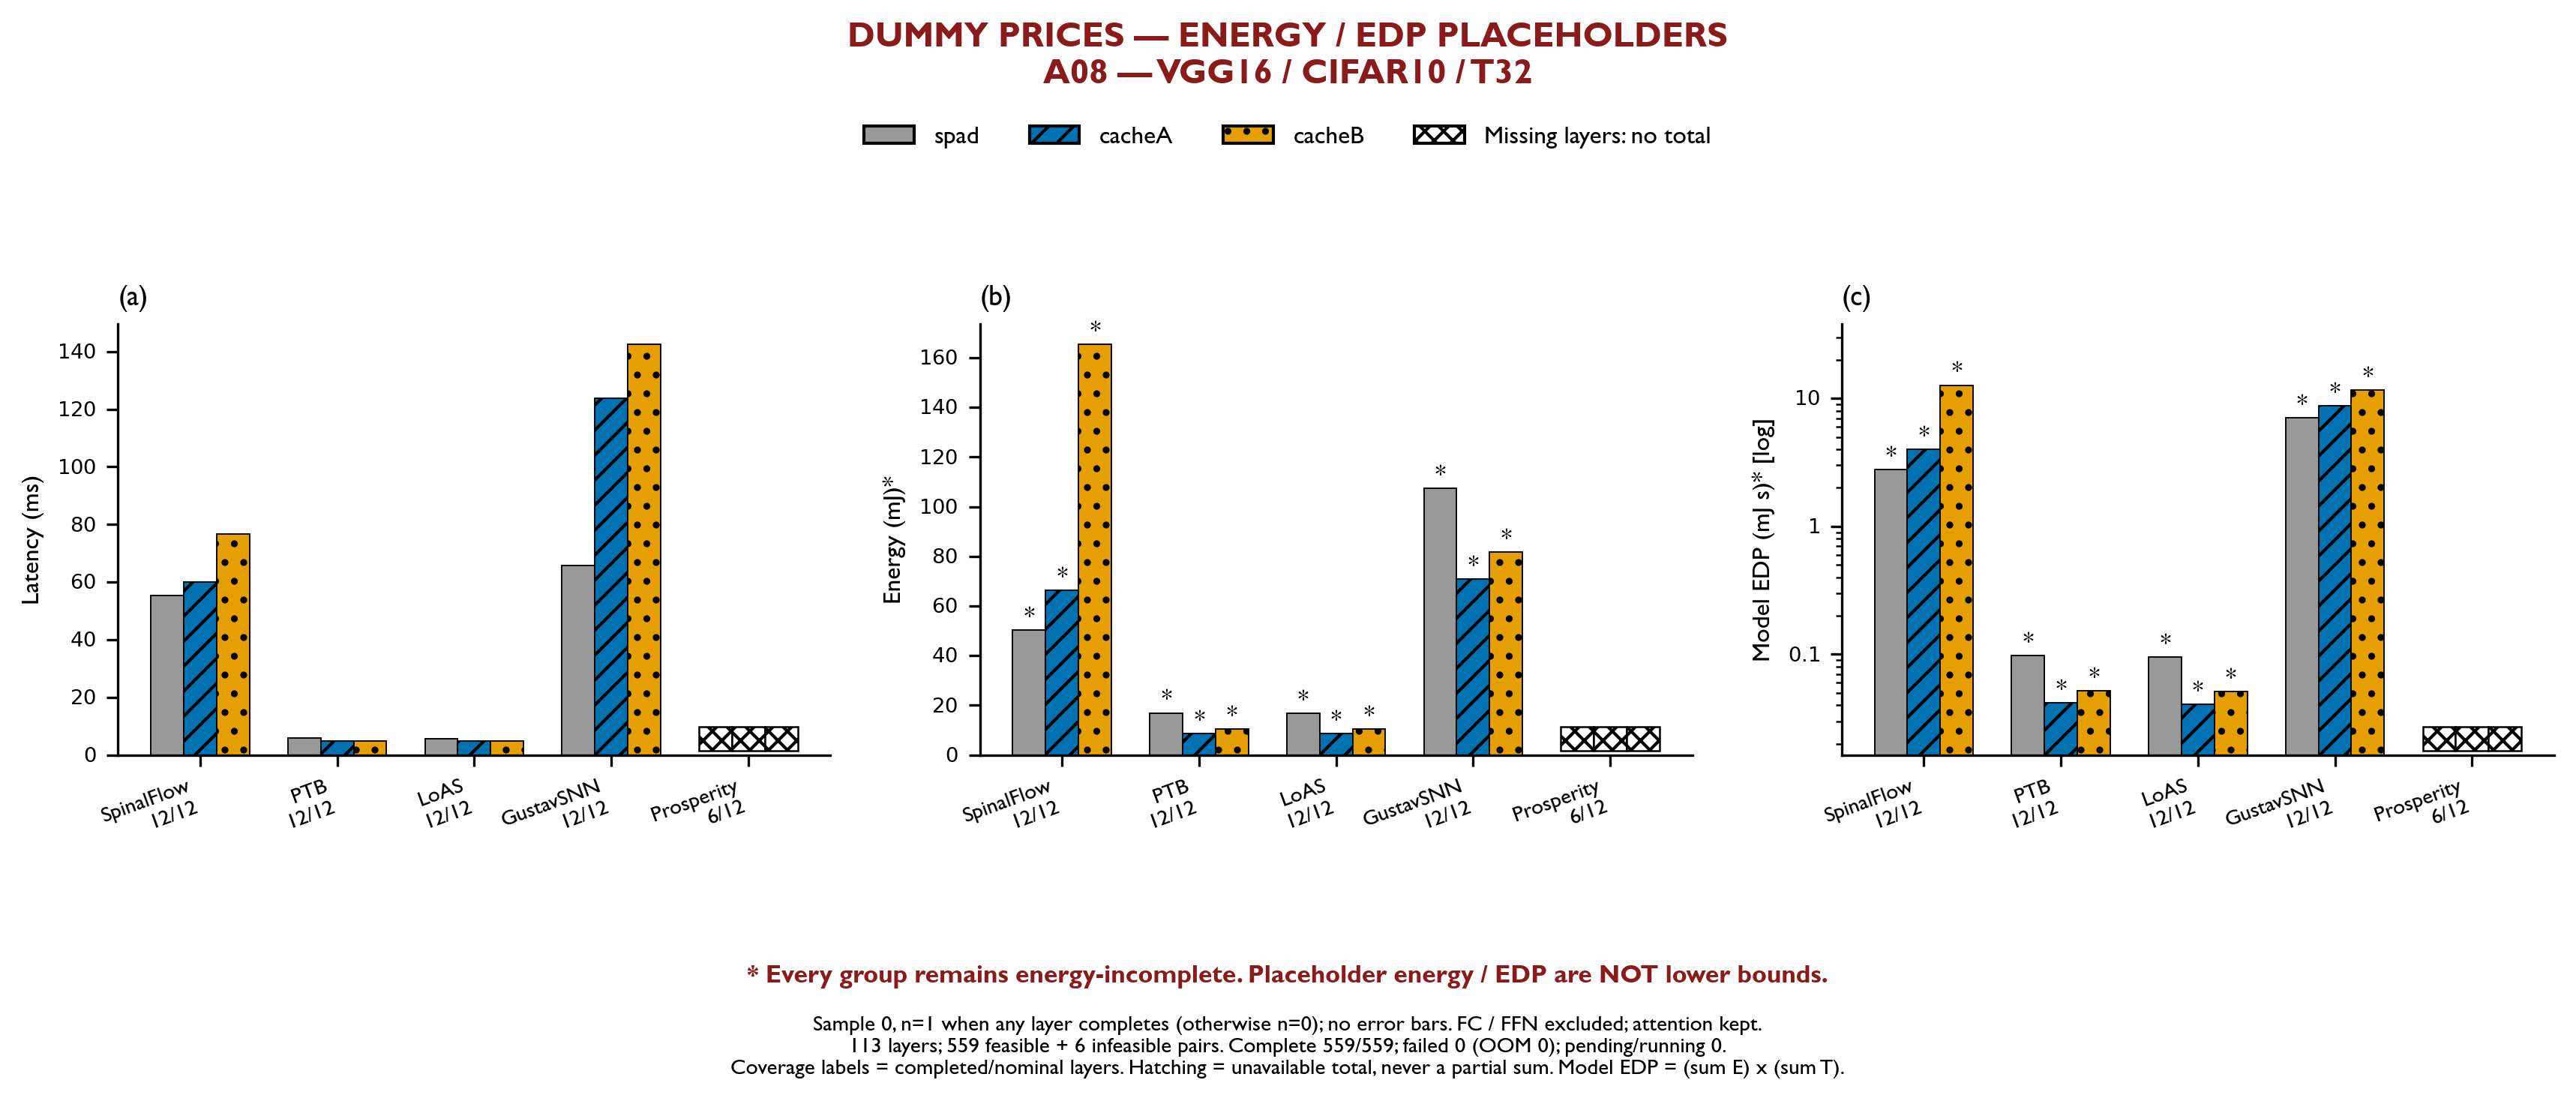 DUMMY PRICES — ENERGY / EDP PLACEHOLDERS
A08 — VGG16 / CIFAR10 / T32
spad
cacheA
cacheB
Missing layers: no total
(a)
Latency (ms)
140
120
100
80
60
40
20
0
SpinalFlow
12/12
PTB
12/12
LoAS
12/12
GustavSNN
12/12
Prosperity
6/12
(b)
Energy (mJ)*
160
140
120
100
80
60
40
20
0
* * * * * * * * * * * *
SpinalFlow
12/12
PTB
12/12
LoAS
12/12
GustavSNN
12/12
Prosperity
6/12
(c)
Model EDP (mJ s)* [log]
10
1
0.1
* * * * * * * * * * * *
SpinalFlow
12/12
PTB
12/12
LoAS
12/12
GustavSNN
12/12
Prosperity
6/12
* Every group remains energy-incomplete. Placeholder energy / EDP are NOT lower bounds.
Sample 0, n=1 when any layer completes (otherwise n=0); no error bars. FC / FFN excluded; attention kept.
113 layers; 559 feasible + 6 infeasible pairs. Complete 559/559; failed 0 (OOM 0); pending/running 0.
Coverage labels = completed/nominal layers. Hatching = unavailable total, never a partial sum. Model EDP = (sum E) x (sum T).